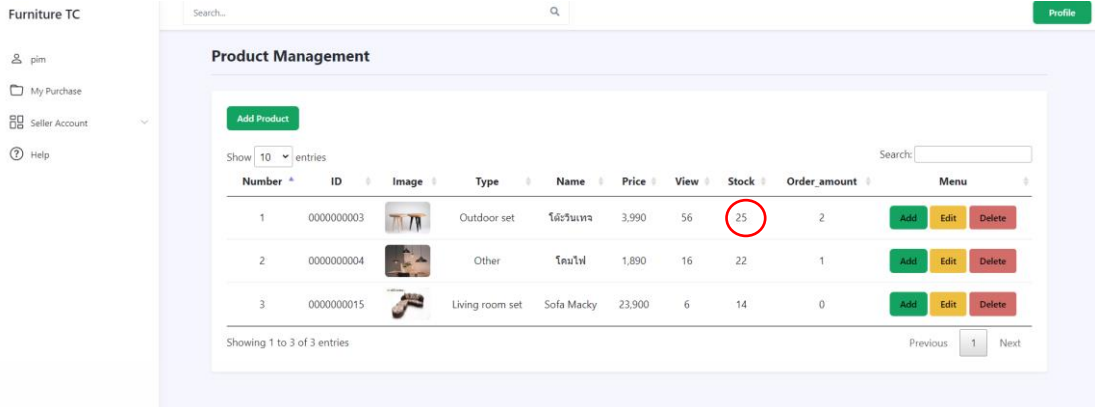 Furniture TC
Search...
Profile
pim
My Purchase
Seller Account
Help
Product Management
Add Product
Show 10 entries
Search:
Number ID Image Type Name Price View Stock Order_amount Menu
1 0000000003 Outdoor set โต๊ะวินเทจ 3,990 56 25 2 Add Edit Delete
2 0000000004 Other โคมไฟ 1,890 16 22 1 Add Edit Delete
3 0000000015 Living room set Sofa Macky 23,900 6 14 0 Add Edit Delete
Showing 1 to 3 of 3 entries
Previous 1 Next